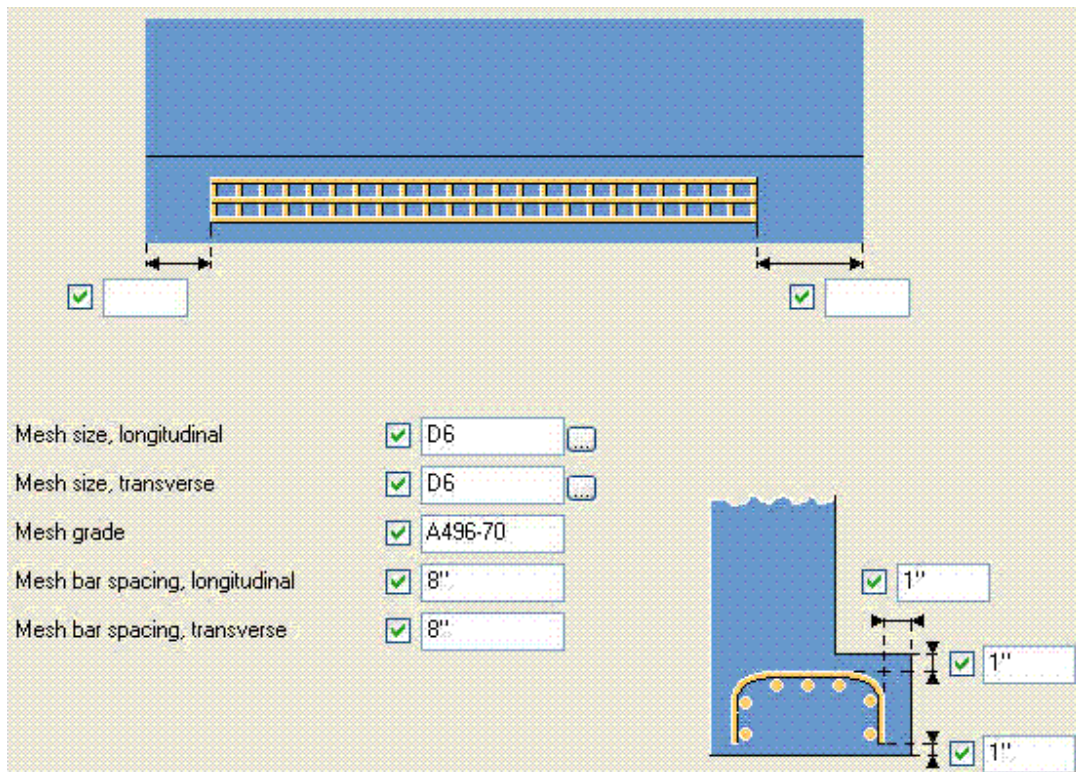 Mesh size, longitudinal D6 ...
Mesh size, transverse D6 ...
Mesh grade A496-70
Mesh bar spacing, longitudinal 8"
Mesh bar spacing, transverse 8"
1"
1"
1"